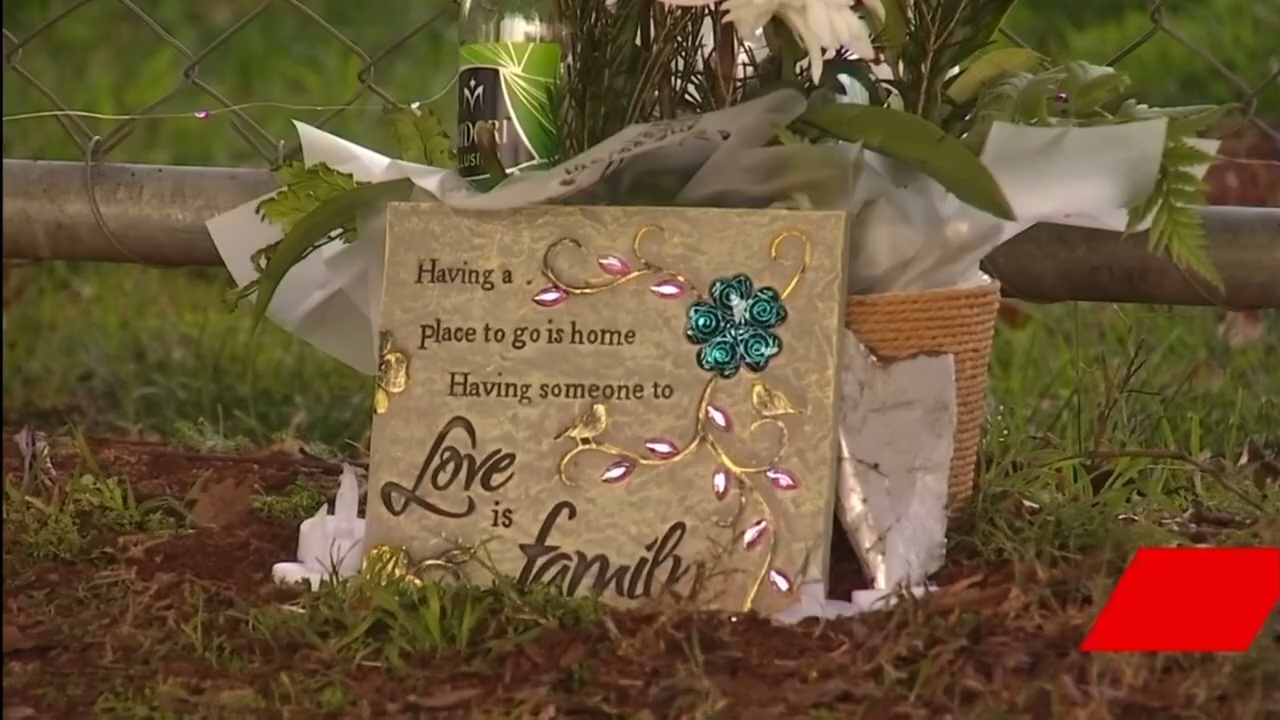 Having a
place to go is home
Having someone to
Love
is
family